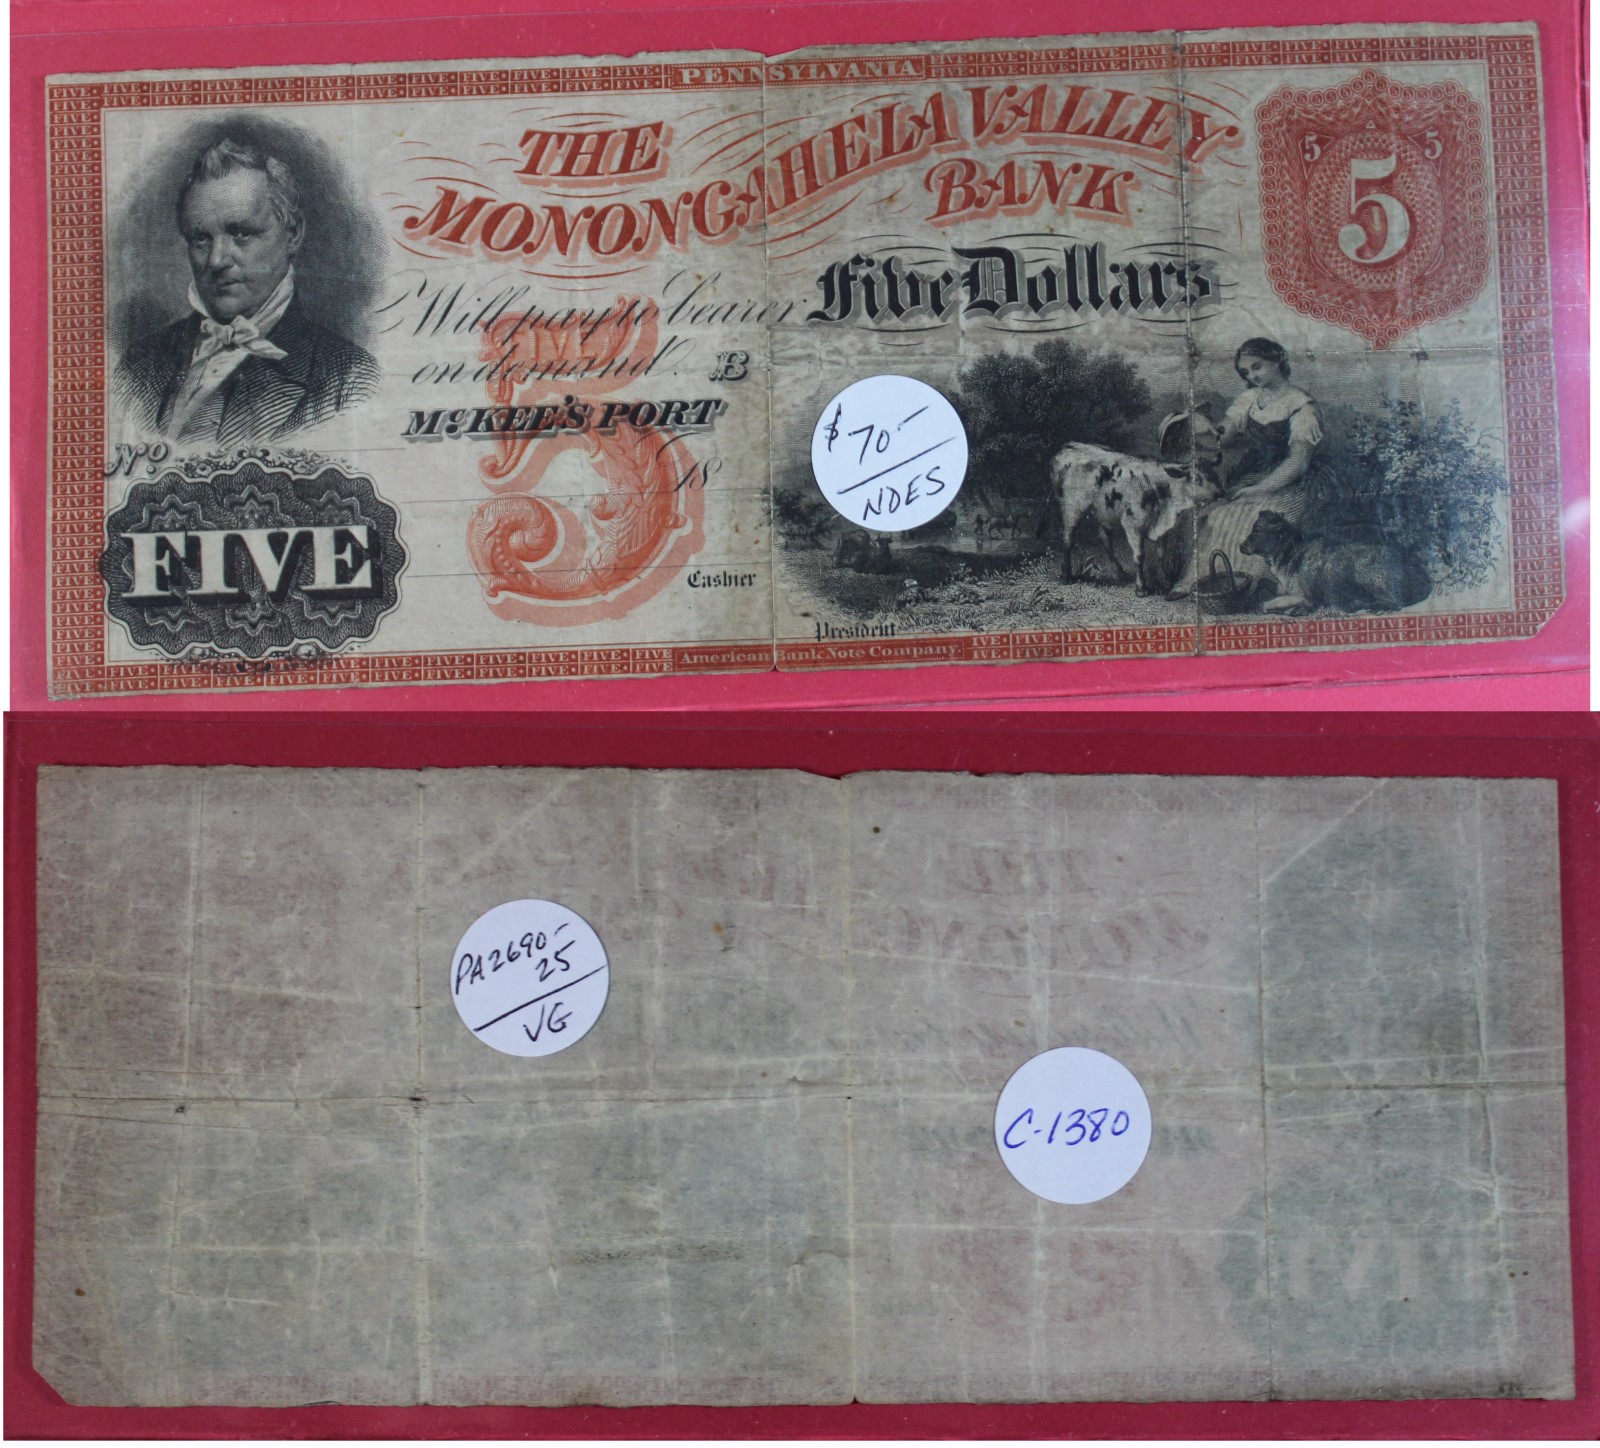 PENNSYLVANIA
THE
MONONGAHELA VALLEY
BANK
5 5 5
Will pay to bearer Five Dollars
on demand. B
McKEE'S PORT
No
18
FIVE
5
Cashier
President
American Bank Note Company.
$ 70-
NDES
PA2690-
25
VG
C-1380